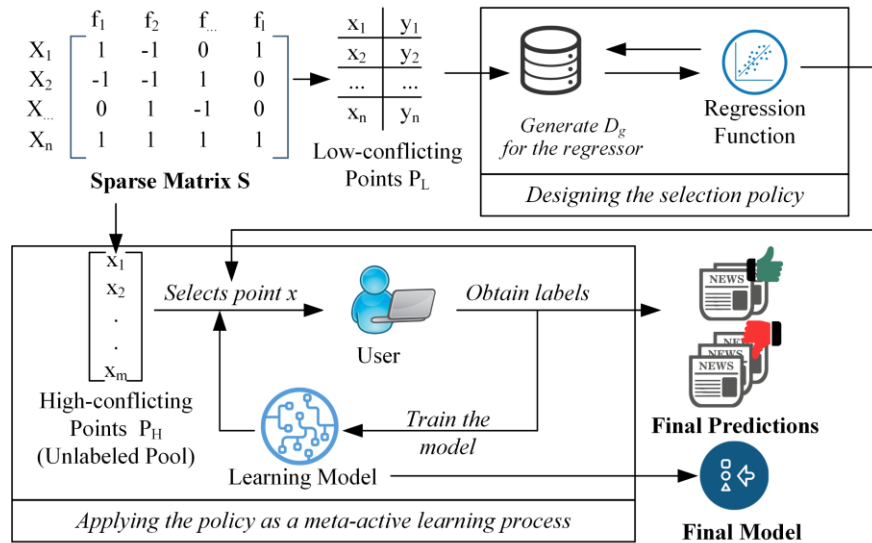 f1 f2 f... fl
X1 1 -1 0 1
X2 -1 -1 1 0
X... 0 1 -1 0
Xn 1 1 1 1
Sparse Matrix S
x1 y1
x2 y2
... ...
xn yn
Low-conflicting
Points PL
Generate Dg
for the regressor
Regression
Function
Designing the selection policy
x1
x2
.
.
xm
High-conflicting
Points PH
(Unlabeled Pool)
Selects point x
User
Obtain labels
Train the
model
Learning Model
Applying the policy as a meta-active learning process
NEWS
NEWS
Final Predictions
Final Model